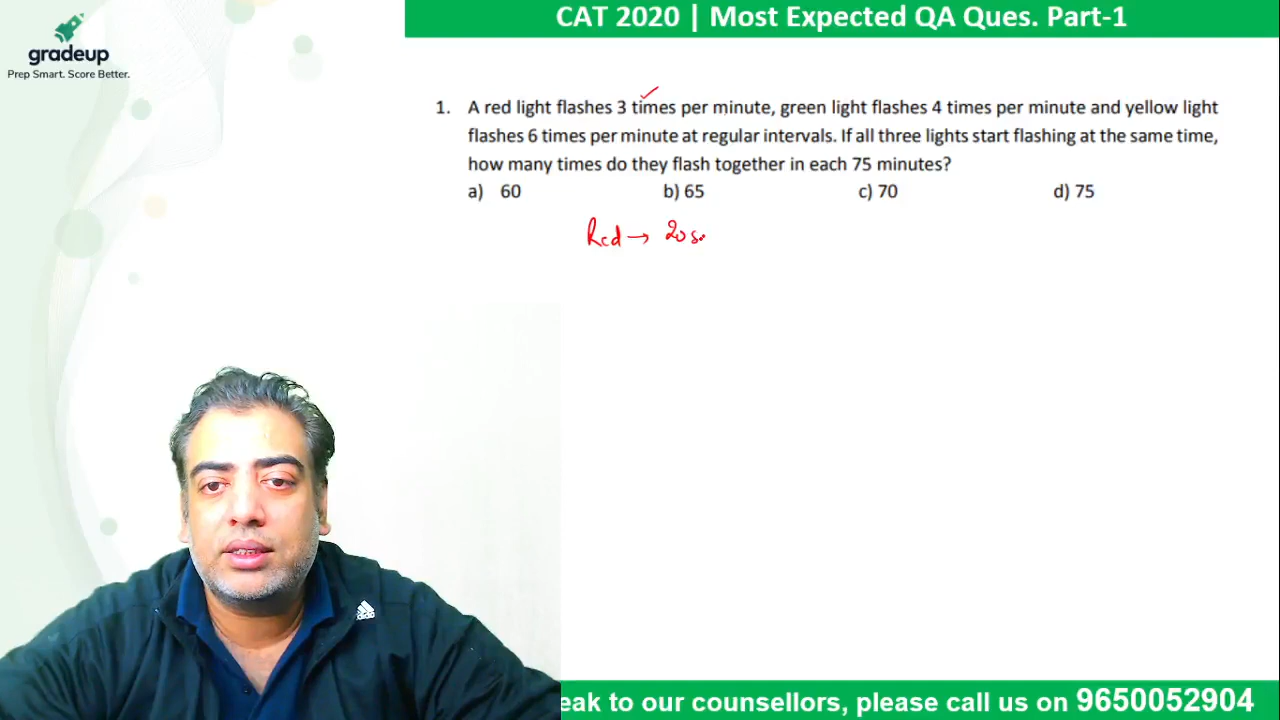 CAT 2020 | Most Expected QA Ques. Part-1
gradeup
Prep Smart. Score Better.
1. A red light flashes 3 times per minute, green light flashes 4 times per minute and yellow light
flashes 6 times per minute at regular intervals. If all three lights start flashing at the same time,
how many times do they flash together in each 75 minutes?
a) 60 b) 65 c) 70 d) 75
Red → 20 s.
adidas
eak to our counsellors, please call us on 9650052904